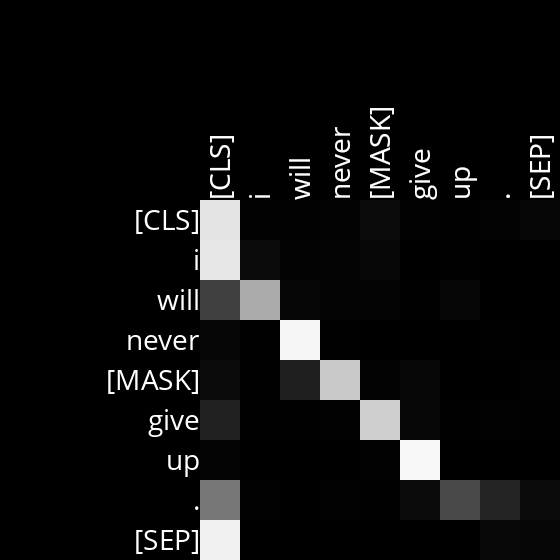 [CLS] i will never [MASK] give up . [SEP]
[CLS]
i
will
never
[MASK]
give
up
.
[SEP]